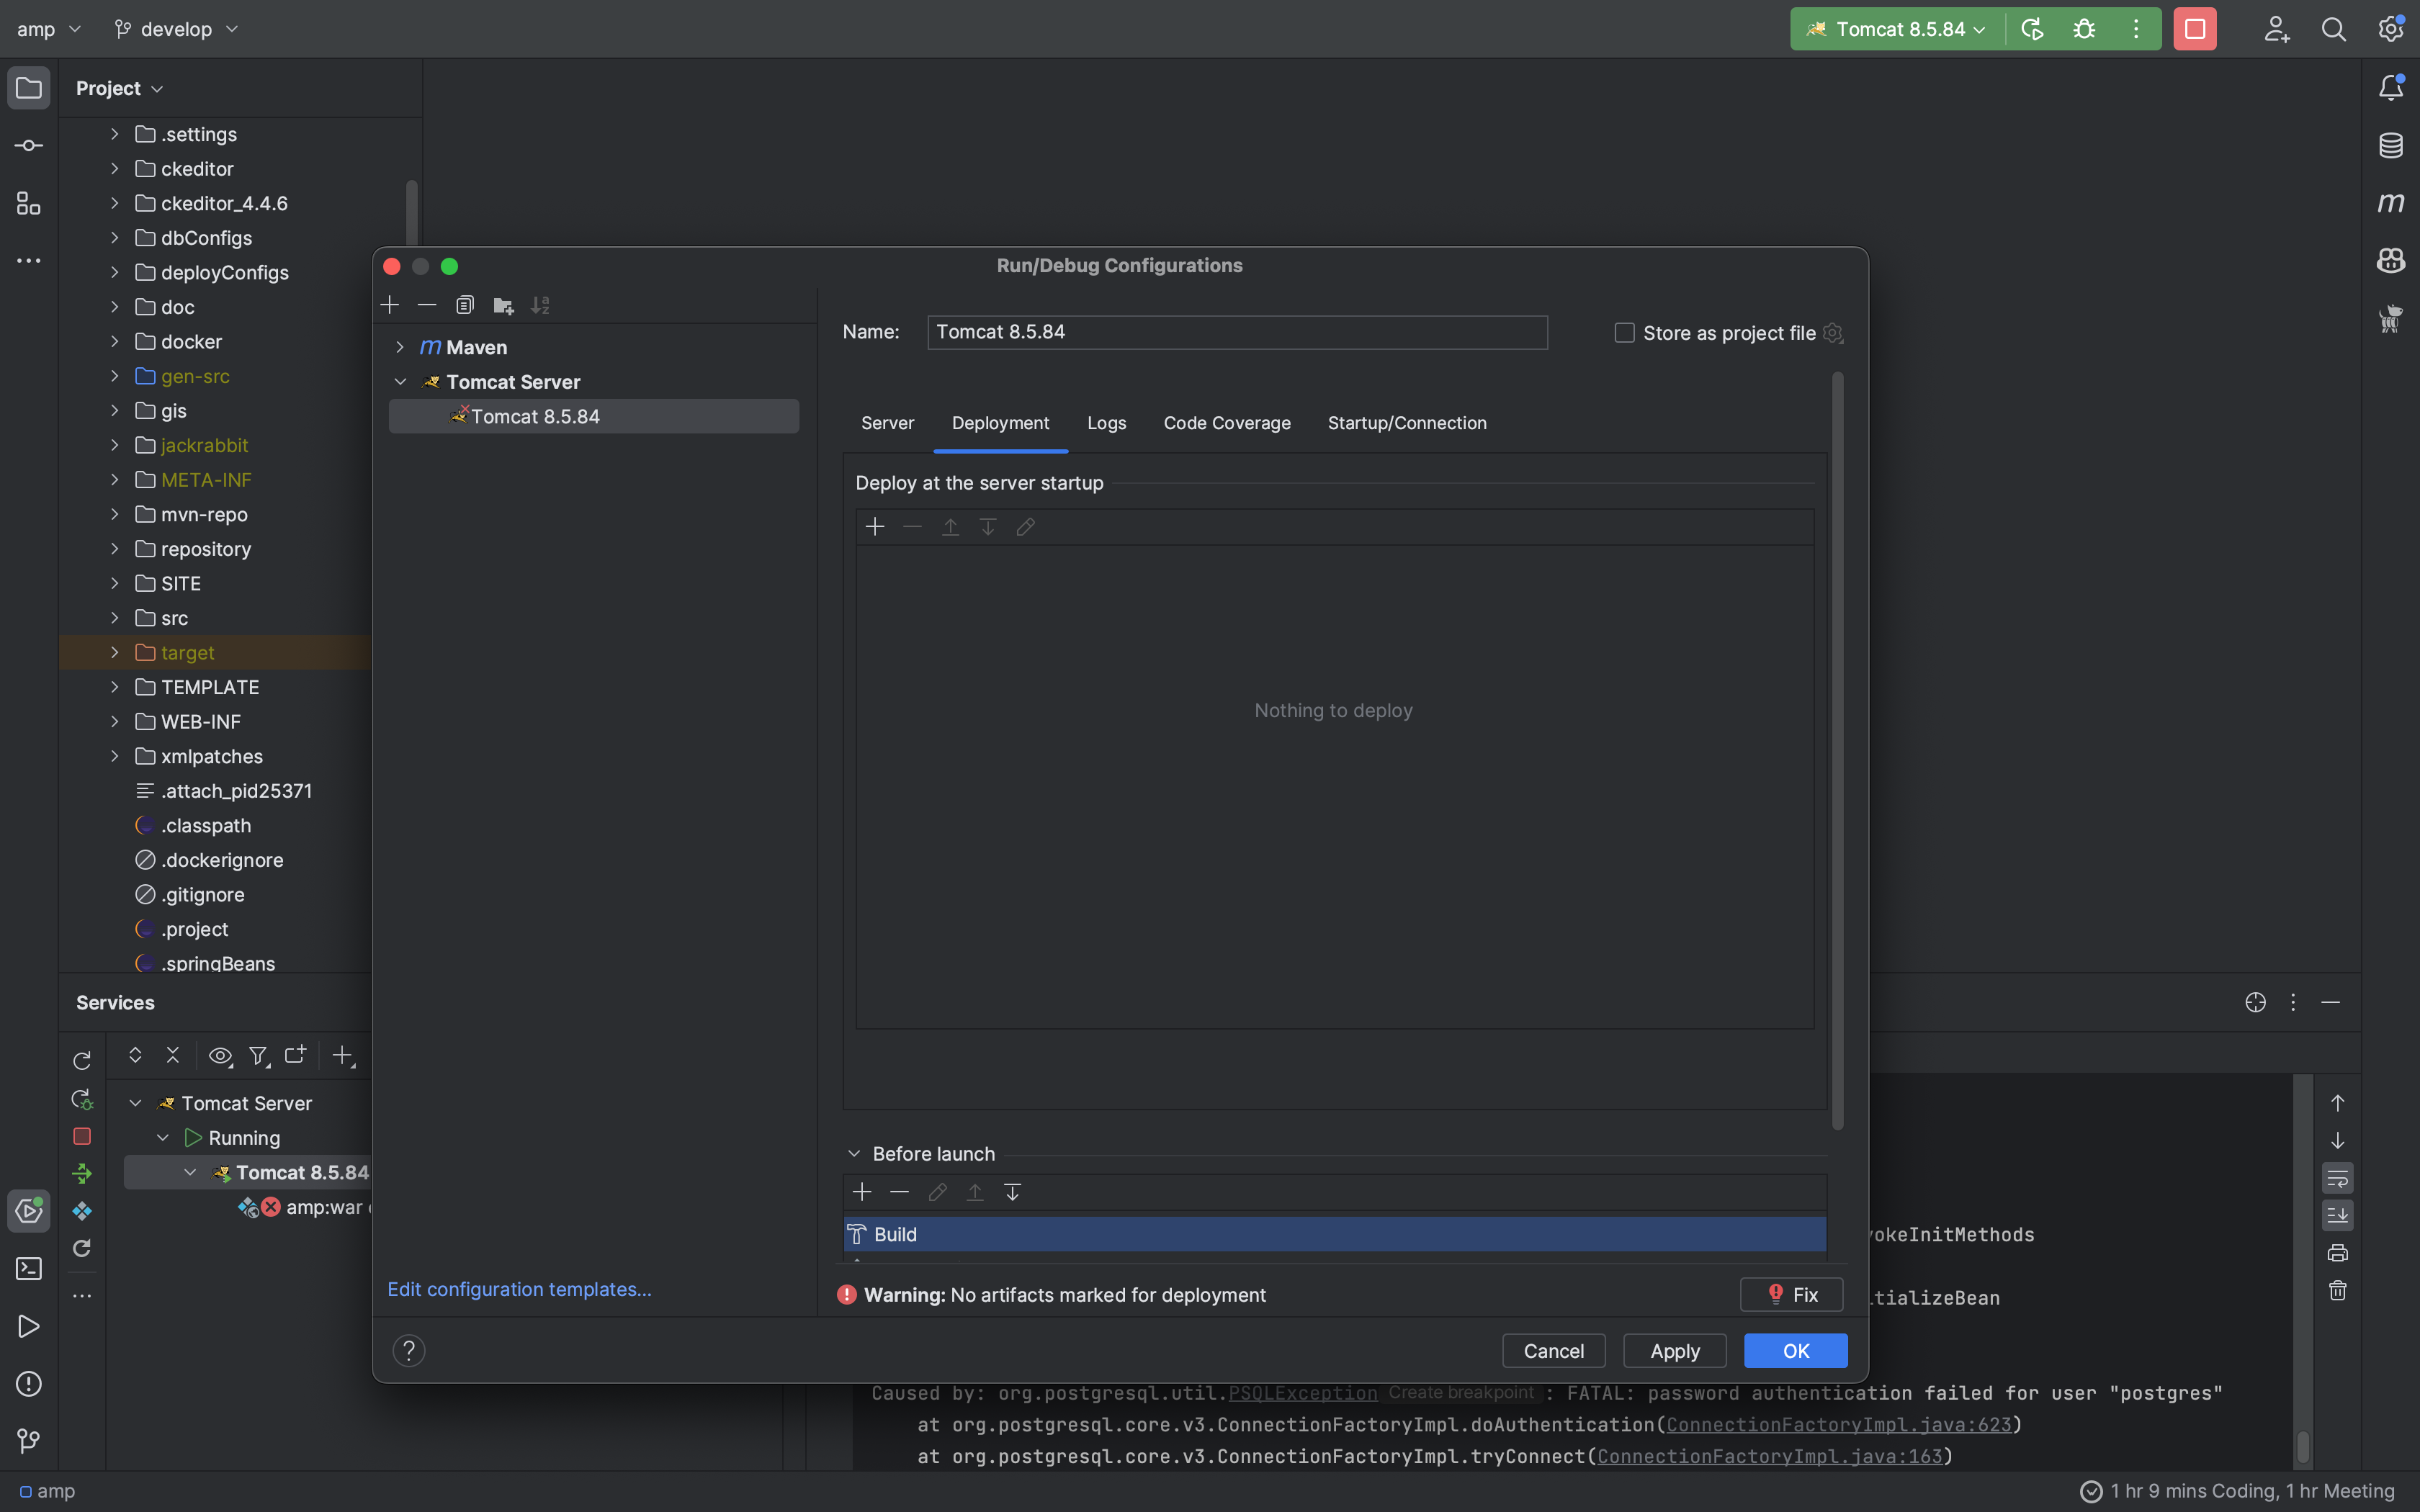 amp
develop
Tomcat 8.5.84
Project
.settings
ckeditor
ckeditor_4.4.6
dbConfigs
deployConfigs
doc
docker
gen-src
gis
jackrabbit
META-INF
mvn-repo
repository
SITE
src
target
TEMPLATE
WEB-INF
xmlpatches
.attach_pid25371
.classpath
.dockerignore
.gitignore
.project
.springBeans
Run/Debug Configurations
m Maven
Tomcat Server
Tomcat 8.5.84
Edit configuration templates...
Name: Tomcat 8.5.84 Store as project file
Server Deployment Logs Code Coverage Startup/Connection
Deploy at the server startup
Nothing to deploy
Before launch
Build
Warning: No artifacts marked for deployment Fix
? Cancel Apply OK
Services
Tomcat Server
Running
Tomcat 8.5.84
amp:war
okeInitMethods
tializeBean
Caused by: org.postgresql.util.PSQLException Create breakpoint : FATAL: password authentication failed for user "postgres"
at org.postgresql.core.v3.ConnectionFactoryImpl.doAuthentication(ConnectionFactoryImpl.java:623)
at org.postgresql.core.v3.ConnectionFactoryImpl.tryConnect(ConnectionFactoryImpl.java:163)
amp
1 hr 9 mins Coding, 1 hr Meeting